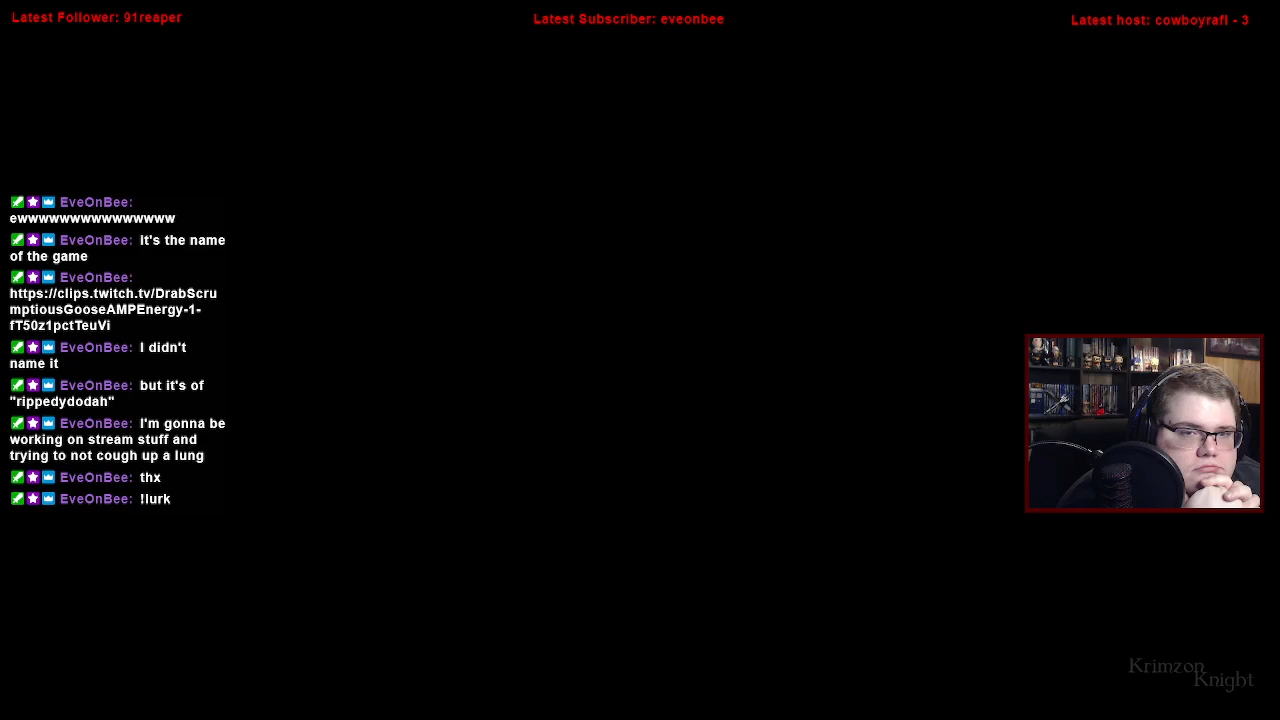 Latest Follower: 91reaper
Latest Subscriber: eveonbee
Latest host: cowboyrafl - 3
EveOnBee:
ewwwwwwwwwwwwwww
EveOnBee: It's the name
of the game
EveOnBee:
https://clips.twitch.tv/DrabScru
mptiousGooseAMPEnergy-1-
fT50z1pctTeuVi
EveOnBee: I didn't
name it
EveOnBee: but it's of
"rippedydodah"
EveOnBee: I'm gonna be
working on stream stuff and
trying to not cough up a lung
EveOnBee: thx
EveOnBee: !lurk
Krimzon
Knight